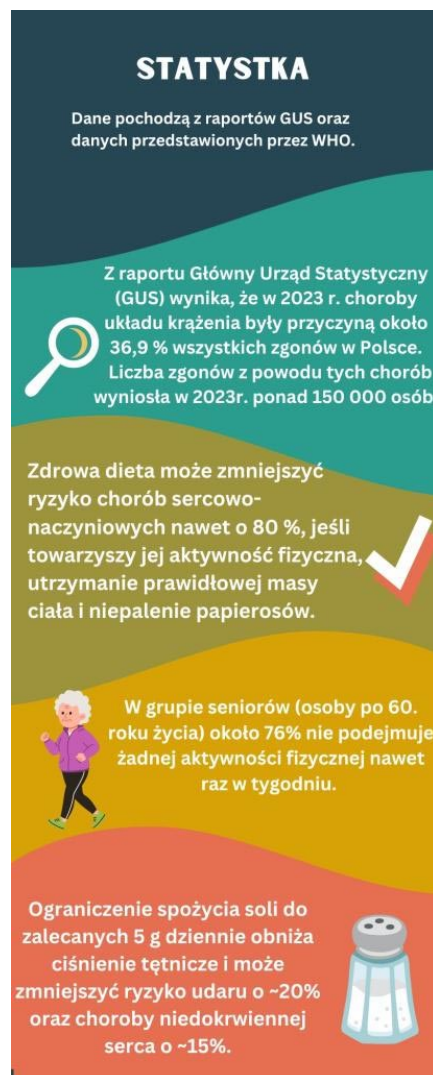 STATYSTKA
Dane pochodzą z raportów GUS oraz
danych przedstawionych przez WHO.
Z raportu Główny Urząd Statystyczny
(GUS) wynika, że w 2023 r. choroby
układu krążenia były przyczyną około
36,9 % wszystkich zgonów w Polsce.
Liczba zgonów z powodu tych chorób
wyniosła w 2023r. ponad 150 000 osób
Zdrowa dieta może zmniejszyć
ryzyko chorób sercowo-
naczyniowych nawet o 80 %, jeśli
towarzyszy jej aktywność fizyczna,
utrzymanie prawidłowej masy
ciała i niepalenie papierosów.
W grupie seniorów (osoby po 60.
roku życia) około 76% nie podejmuje
żadnej aktywności fizycznej nawet
raz w tygodniu.
Ograniczenie spożycia soli do
zalecanych 5 g dziennie obniża
ciśnienie tętnicze i może
zmniejszyć ryzyko udaru o ~20%
oraz choroby niedokrwiennej
serca o ~15%.